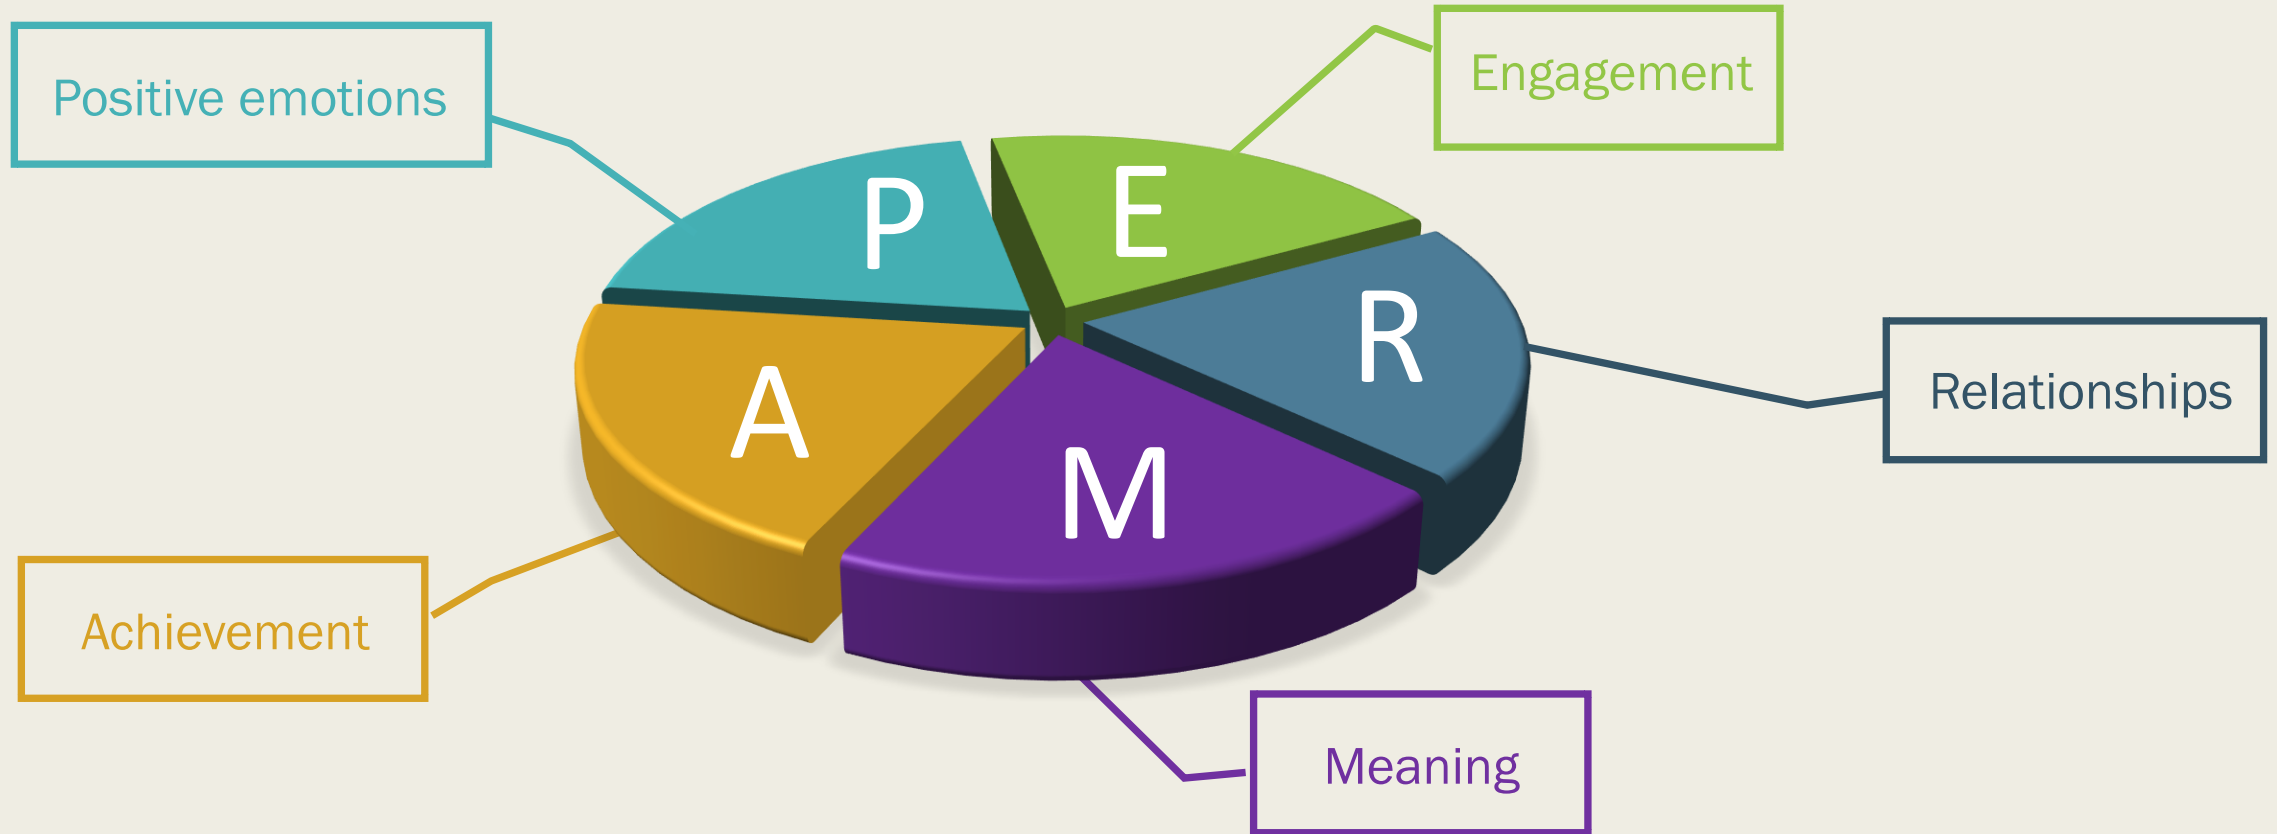 Positive emotions
Engagement
P
E
R
Relationships
A
M
Achievement
Meaning